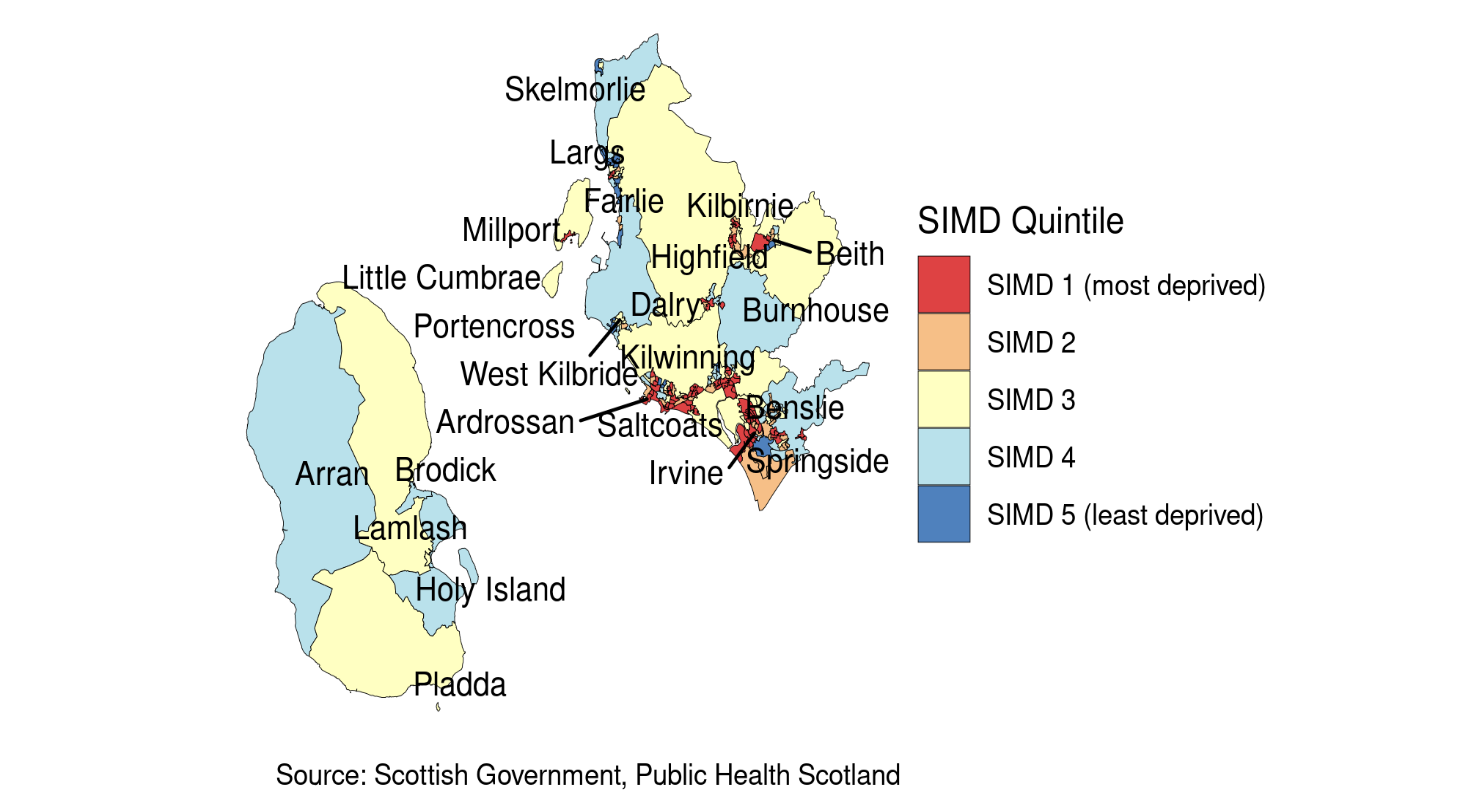 Skelmorlie
Largs
Fairlie
Kilbirnie
Millport
Highfield
Beith
Little Cumbrae
Dalry
Burnhouse
Portencross
Kilwinning
West Kilbride
Ardrossan
Saltcoats
Benslie
Irvine
Springside
Arran
Brodick
Lamlash
Holy Island
Pladda
SIMD Quintile
SIMD 1 (most deprived)
SIMD 2
SIMD 3
SIMD 4
SIMD 5 (least deprived)
Source: Scottish Government, Public Health Scotland